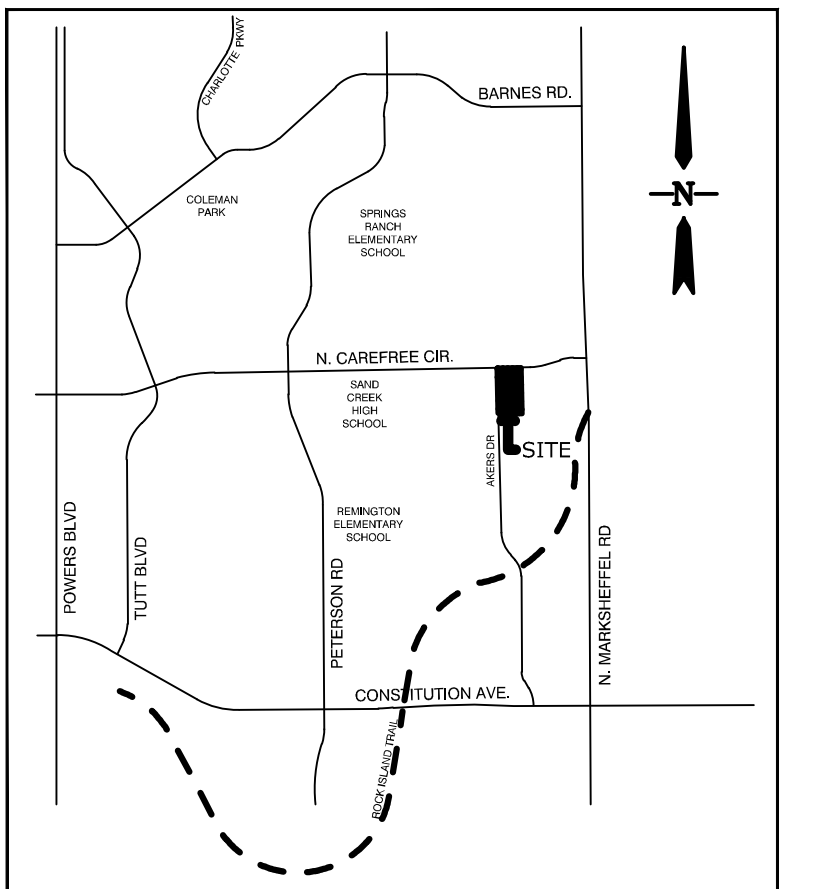 CHARLOTTE PKWY
BARNES RD.
N
COLEMAN
PARK
SPRINGS
RANCH
ELEMENTARY
SCHOOL
N. CAREFREE CIR.
SAND
CREEK
HIGH
SCHOOL
AKERS DR
SITE
REMINGTON
ELEMENTARY
SCHOOL
POWERS BLVD
TUTT BLVD
PETERSON RD
N. MARKSHEFFEL RD
CONSTITUTION AVE.
ROCK ISLAND TRAIL